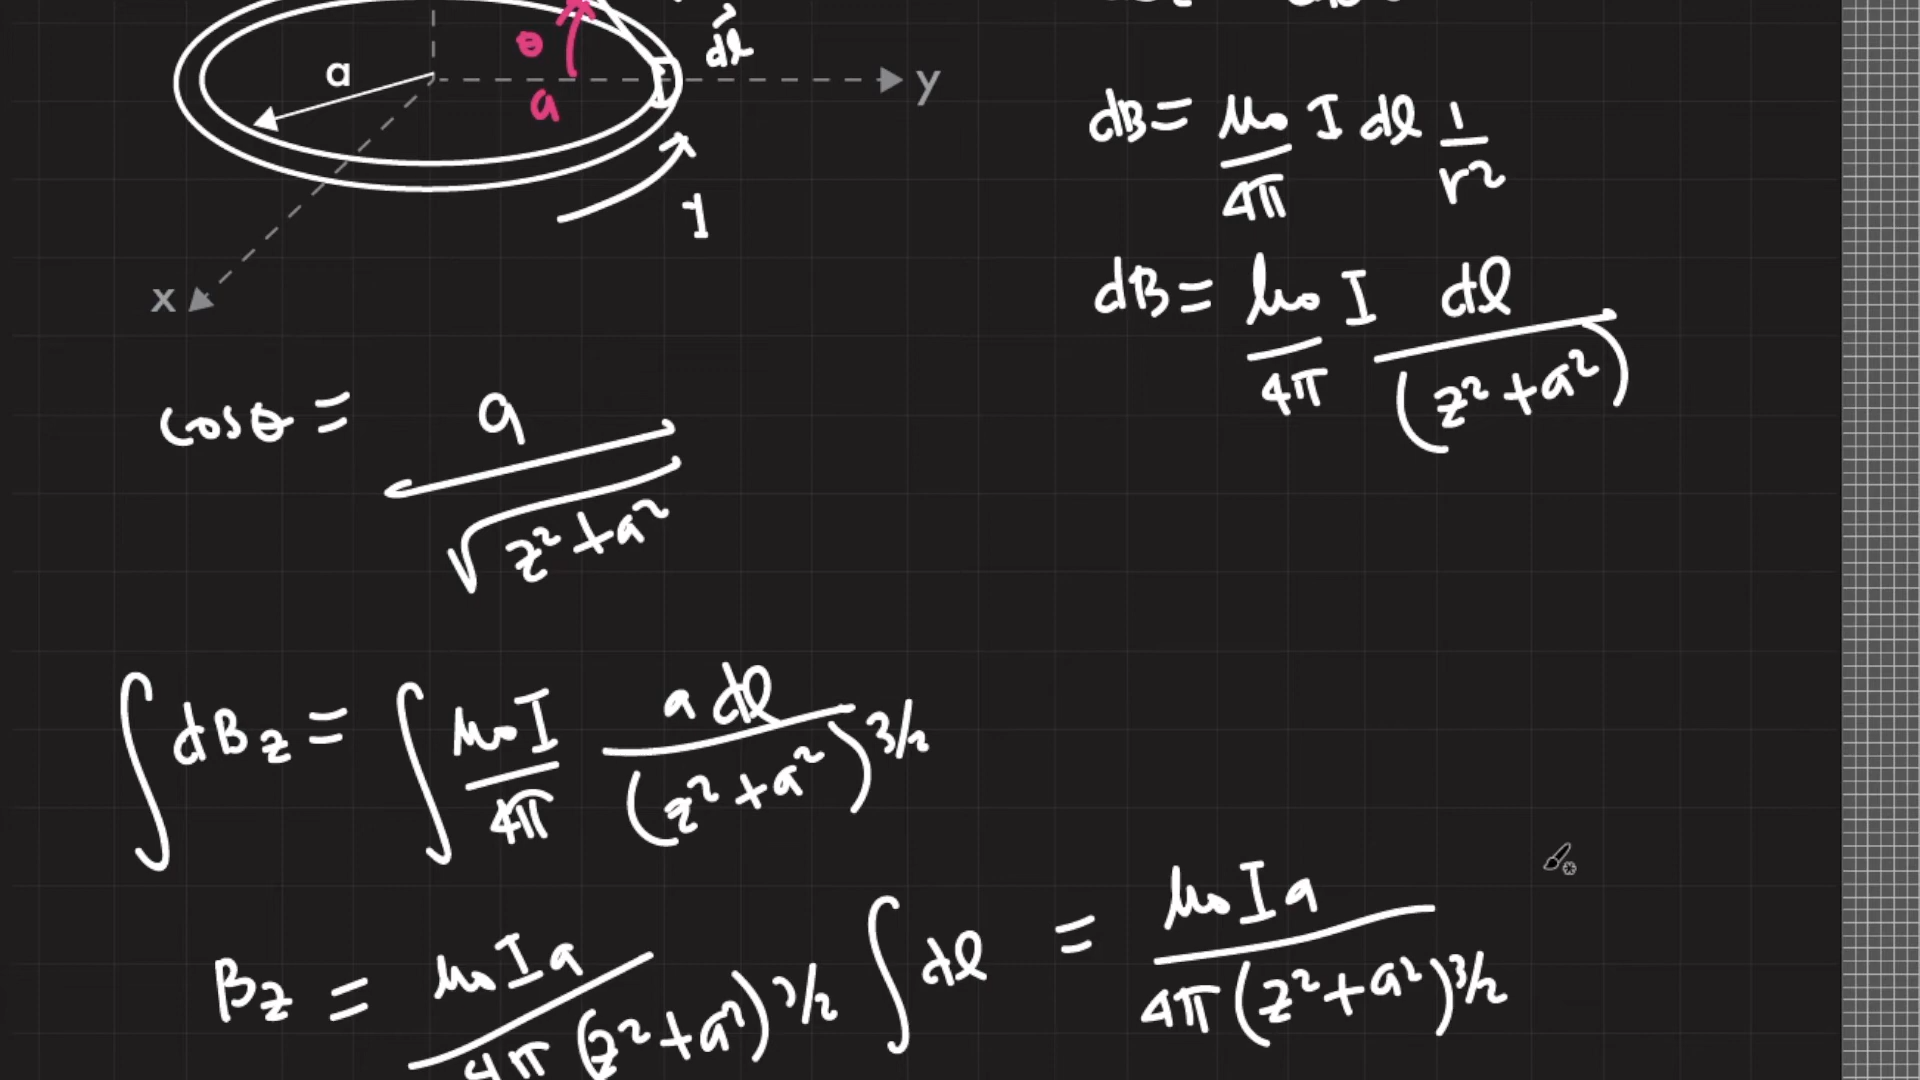 θ
dl
a
a
y
I
x
dB = μ₀/4π I dl 1/r²
dB = μ₀/4π I dl/(z²+a²)
cosθ = a/√(z²+a²)
∫dB_z = ∫ μ₀I/4π a dl/(z²+a²)^3/2
B_z = μ₀Ia/4π(z²+a²)^3/2 ∫dl = μ₀Ia/4π(z²+a²)^3/2